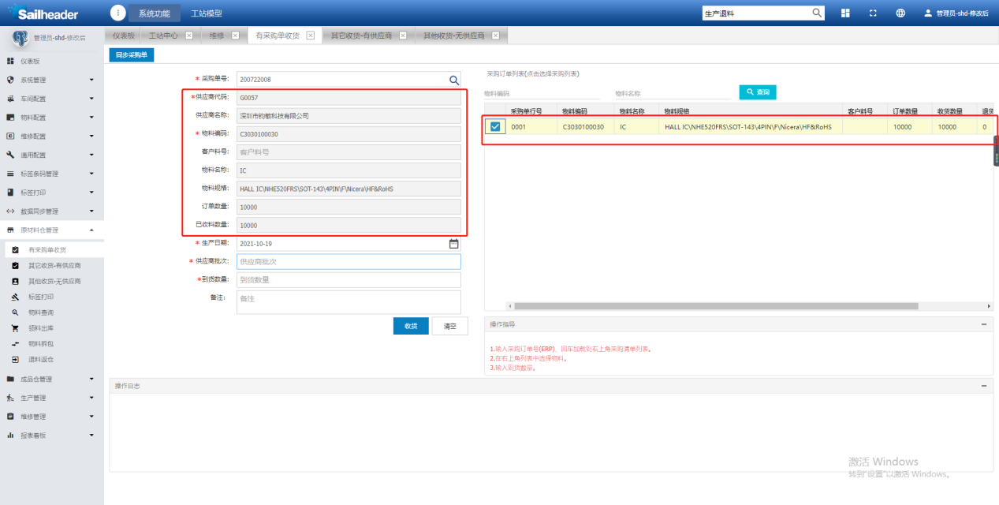 Sailheader
系统功能
工站模型
生产退料
管理员-shd-修改后
管理员-shd-修改后
仪表板
工站中心
维修
有采购单收货
其它收货-有供应商
其他收货-无供应商
仪表板
系统管理
车间配置
物料配置
维修配置
通用配置
标签条码管理
标签打印
数据同步管理
原材料仓管理
有采购单收货
其它收货-有供应商
其他收货-无供应商
标签打印
物料查询
领料出库
物料拆包
退料返仓
成品仓管理
生产管理
维修管理
报表看板
同步采购单
* 采购单号: 200722008
*供应商代码: G0057
供应商名称: 深圳市钧敏科技有限公司
* 物料编码: C3030100030
客户料号: 客户料号
物料名称: IC
物料规格: HALL IC\NHE520FRS\SOT-143\4PIN\F\Nicera\HF&RoHS
订单数量: 10000
已收料数量: 10000
* 生产日期: 2021-10-19
* 供应商批次: 供应商批次
*到货数量: 到货数量
备注: 备注
收货
清空
采购订单列表(点击选择采购列表)
物料编码
物料名称
查询
采购单行号 物料编码 物料名称 物料规格 客户料号 订单数量 收货数量 退货
0001 C3030100030 IC HALL IC\NHE520FRS\SOT-143\4PIN\F\Nicera\HF&RoHS 10000 10000 0
操作指导
1.输入采购订单号(ERP)、回车加载到右上角采购清单列表。
2.在右上角列表中选择物料。
3.输入到货数量。
操作日志
激活 Windows
转到"设置"以激活 Windows。